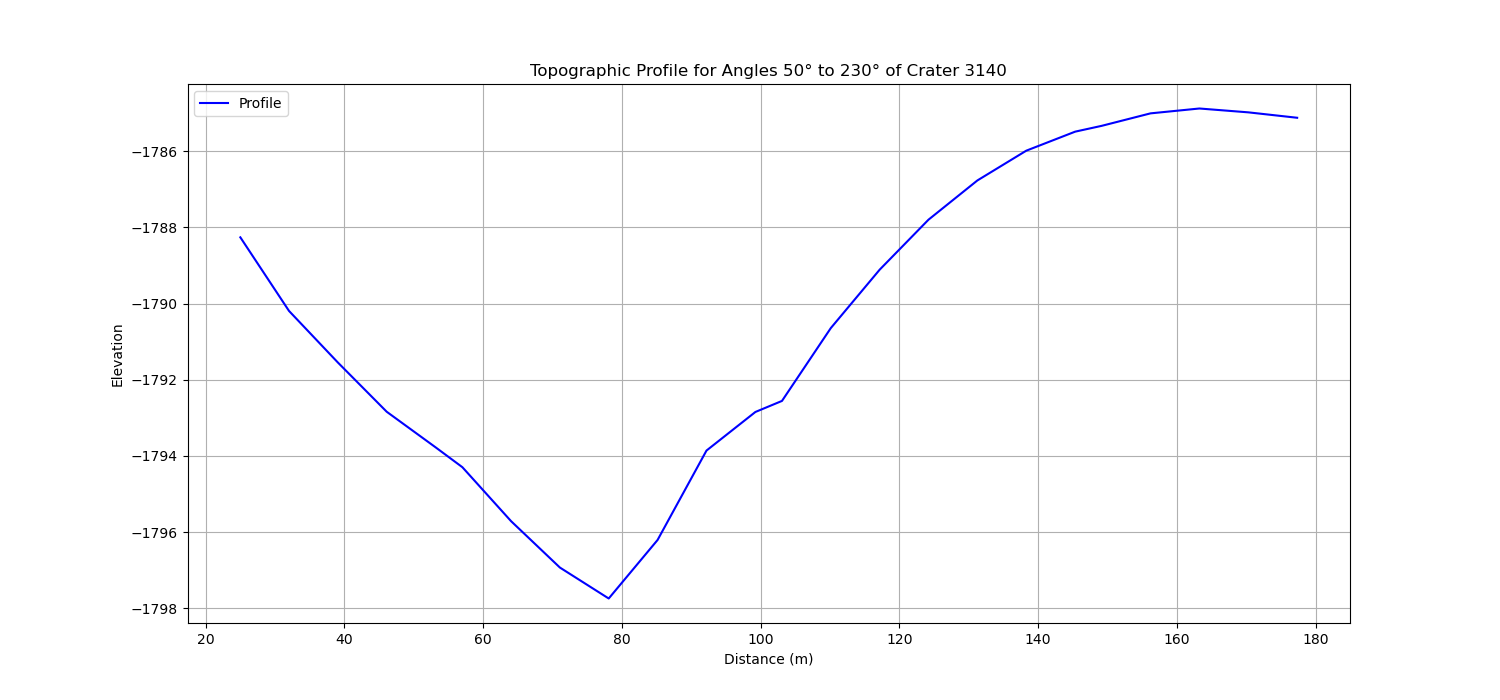 Topographic Profile for Angles 50° to 230° of Crater 3140
Profile
Elevation
−1786
−1788
−1790
−1792
−1794
−1796
−1798
20 40 60 80 100 120 140 160 180
Distance (m)